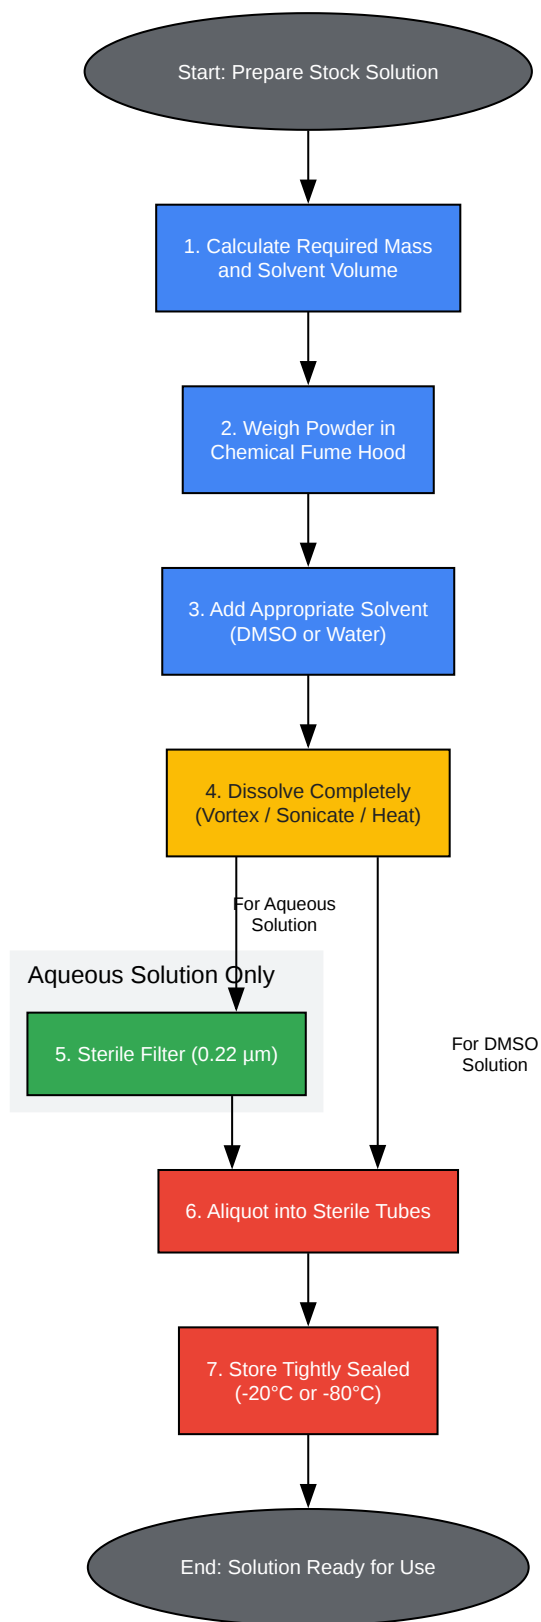 Start: Prepare Stock Solution
1. Calculate Required Mass
and Solvent Volume
2. Weigh Powder in
Chemical Fume Hood
3. Add Appropriate Solvent
(DMSO or Water)
4. Dissolve Completely
(Vortex / Sonicate / Heat)
For Aqueous
Solution
Aqueous Solution Only
5. Sterile Filter (0.22 µm)
For DMSO
Solution
6. Aliquot into Sterile Tubes
7. Store Tightly Sealed
(-20°C or -80°C)
End: Solution Ready for Use